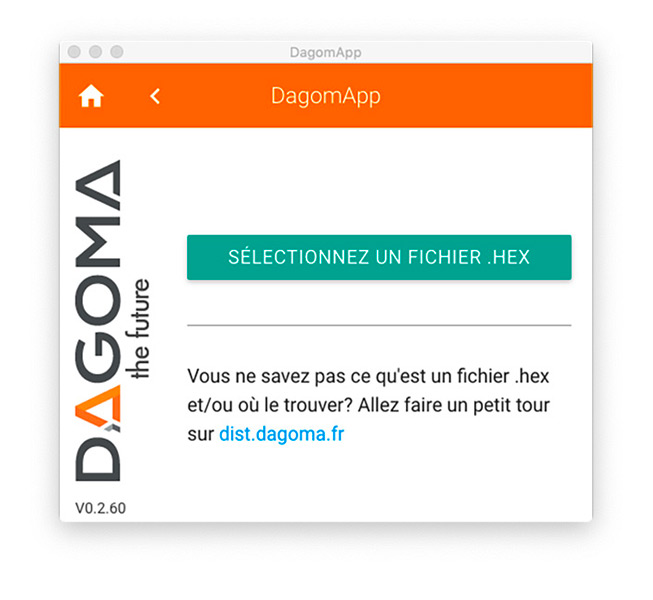 DagomApp
DagomApp
DAGOMA
the future
SÉLECTIONNEZ UN FICHIER .HEX
Vous ne savez pas ce qu'est un fichier .hex
et/ou où le trouver? Allez faire un petit tour
sur dist.dagoma.fr
V0.2.60